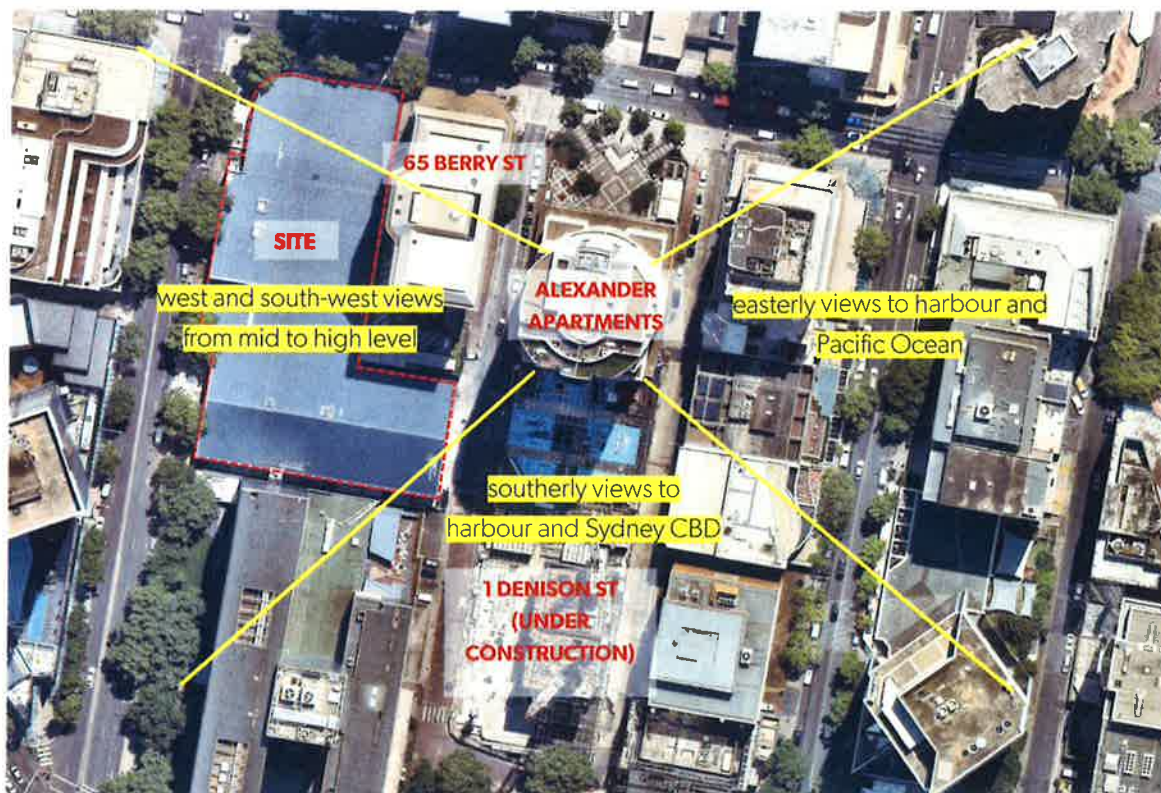 65 BERRY ST
SITE
west and south-west views
from mid to high level
ALEXANDER
APARTMENTS
easterly views to harbour and
Pacific Ocean
southerly views to
harbour and Sydney CBD
1 DENISON ST
(UNDER
CONSTRUCTION)